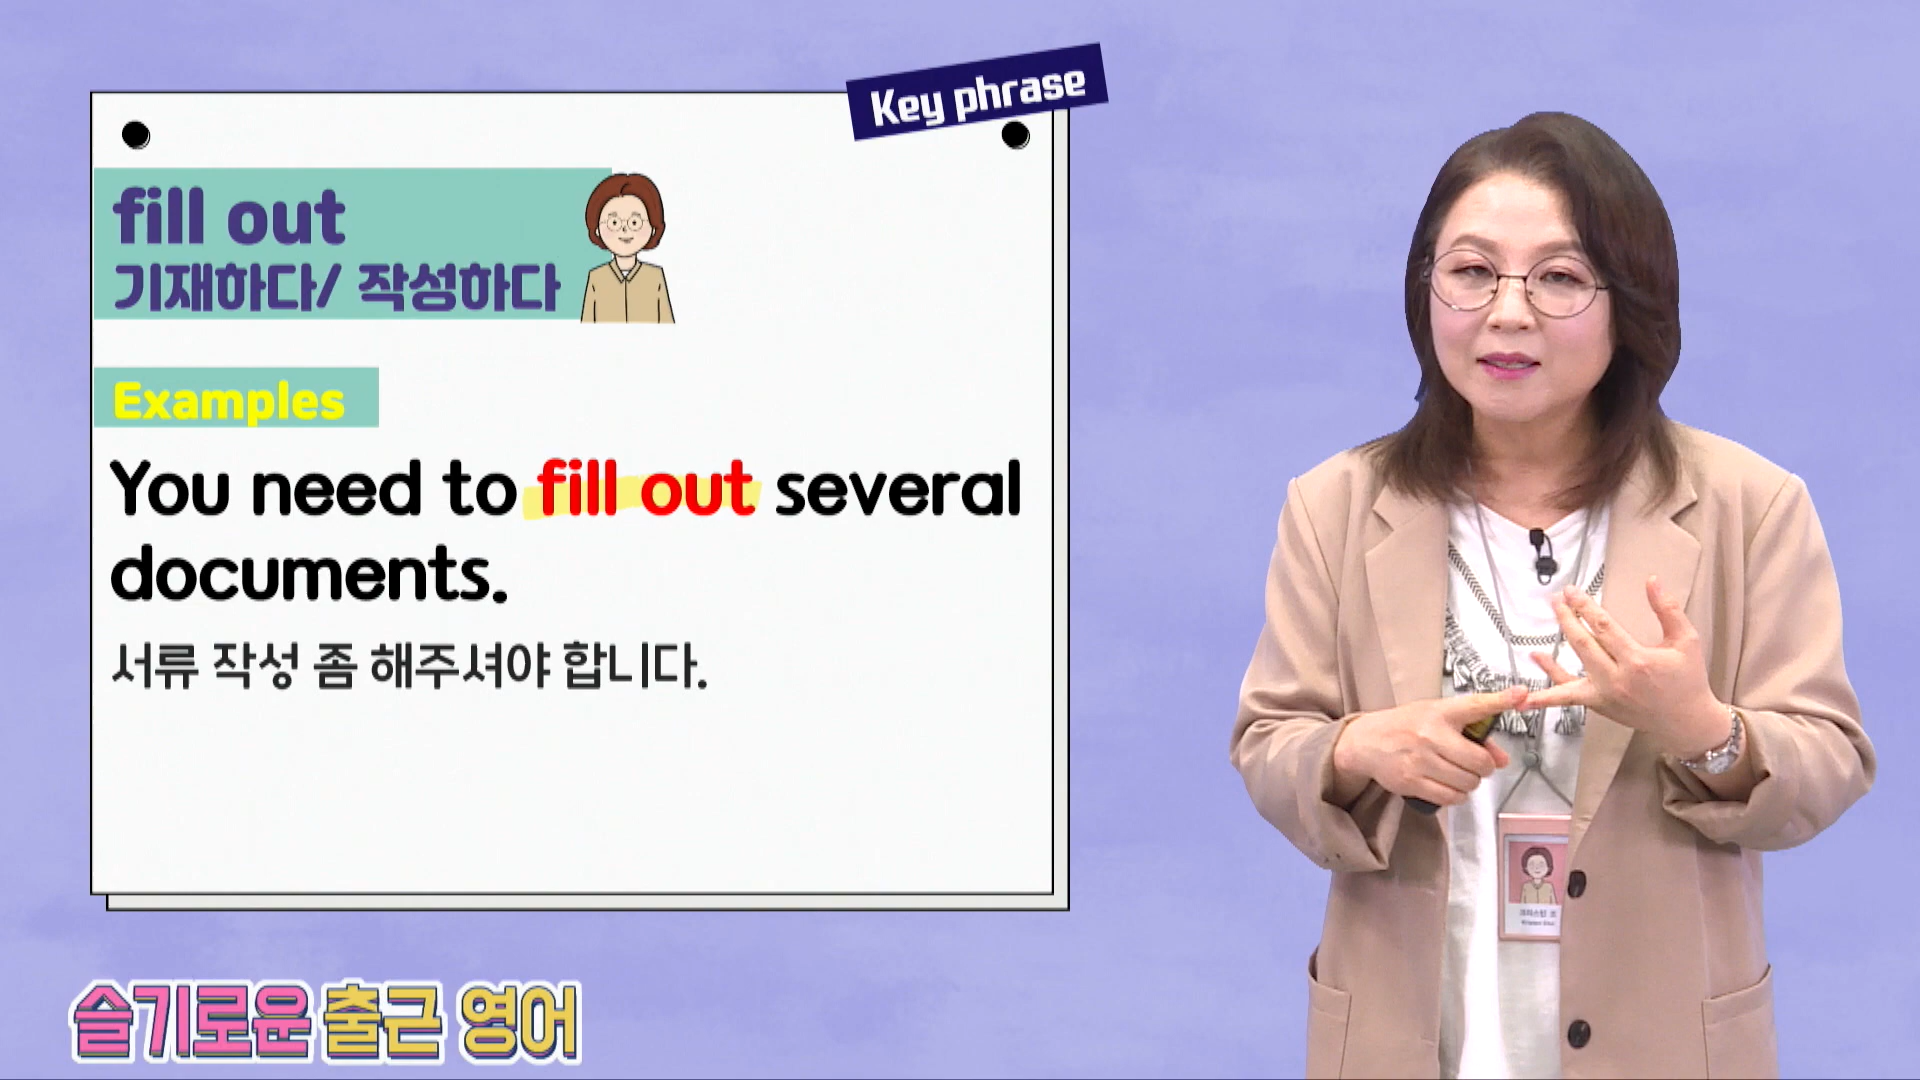 Key phrase
fill out
기재하다/ 작성하다
Examples
You need to fill out several
documents.
서류 작성 좀 해주셔야 합니다.
슬기로운 출근 영어